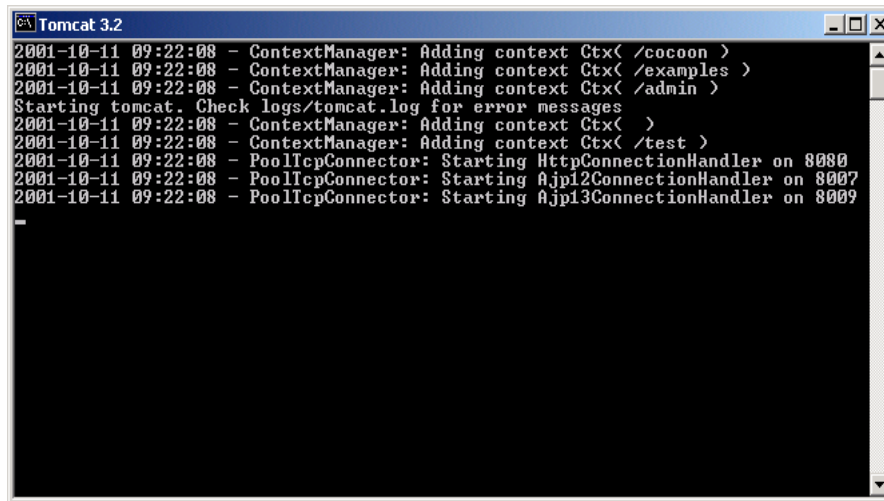 Tomcat 3.2
2001-10-11 09:22:08 - ContextManager: Adding context Ctx( /cocoon )
2001-10-11 09:22:08 - ContextManager: Adding context Ctx( /examples )
2001-10-11 09:22:08 - ContextManager: Adding context Ctx( /admin )
Starting tomcat. Check logs/tomcat.log for error messages
2001-10-11 09:22:08 - ContextManager: Adding context Ctx(  )
2001-10-11 09:22:08 - ContextManager: Adding context Ctx( /test )
2001-10-11 09:22:08 - PoolTcpConnector: Starting HttpConnectionHandler on 8080
2001-10-11 09:22:08 - PoolTcpConnector: Starting Ajp12ConnectionHandler on 8007
2001-10-11 09:22:08 - PoolTcpConnector: Starting Ajp13ConnectionHandler on 8009